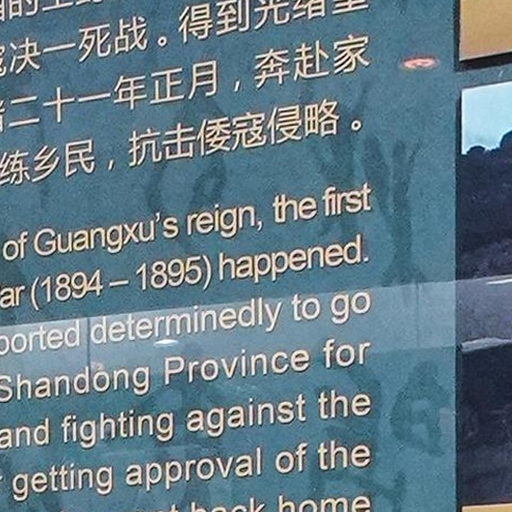 决一死战。得到光绪皇
二十一年正月，奔赴家
练乡民，抗击倭寇侵略。
of Guangxu's reign, the first
ar (1894 – 1895) happened.
ported determinedly to go
Shandong Province for
and fighting against the
getting approval of the
back home